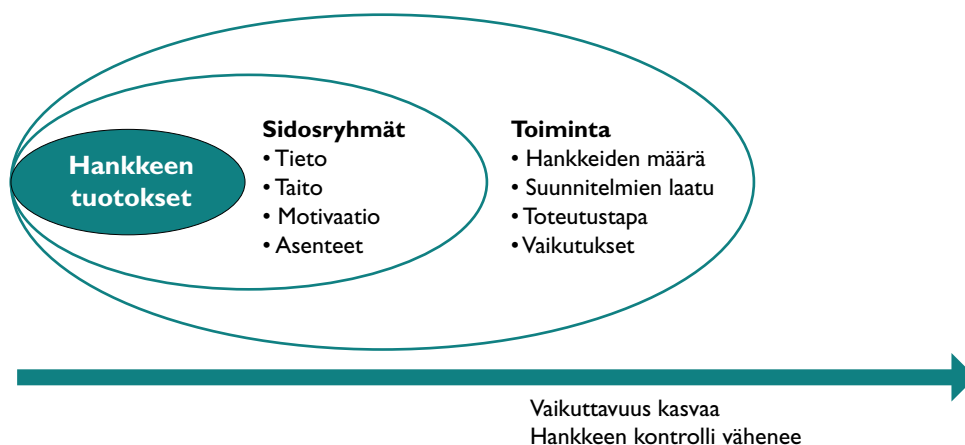 Hankkeen
tuotokset
Sidosryhmät
• Tieto
• Taito
• Motivaatio
• Asenteet
Toiminta
• Hankkeiden määrä
• Suunnitelmien laatu
• Toteutustapa
• Vaikutukset
Vaikuttavuus kasvaa
Hankkeen kontrolli vähenee